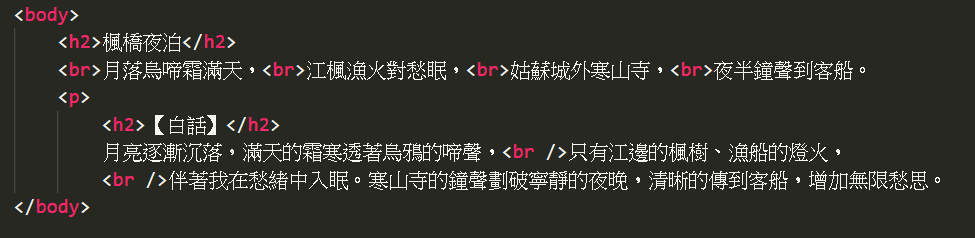 <body>
<h2>楓橋夜泊</h2>
<br>月落烏啼霜滿天，<br>江楓漁火對愁眠，<br>姑蘇城外寒山寺，<br>夜半鐘聲到客船。
<p>
<h2>【白話】</h2>
月亮逐漸沉落，滿天的霜寒透著烏鴉的啼聲，<br />只有江邊的楓樹、漁船的燈火，
<br />伴著我在愁緒中入眠。寒山寺的鐘聲劃破寧靜的夜晚，清晰的傳到客船，增加無限愁思。
</body>